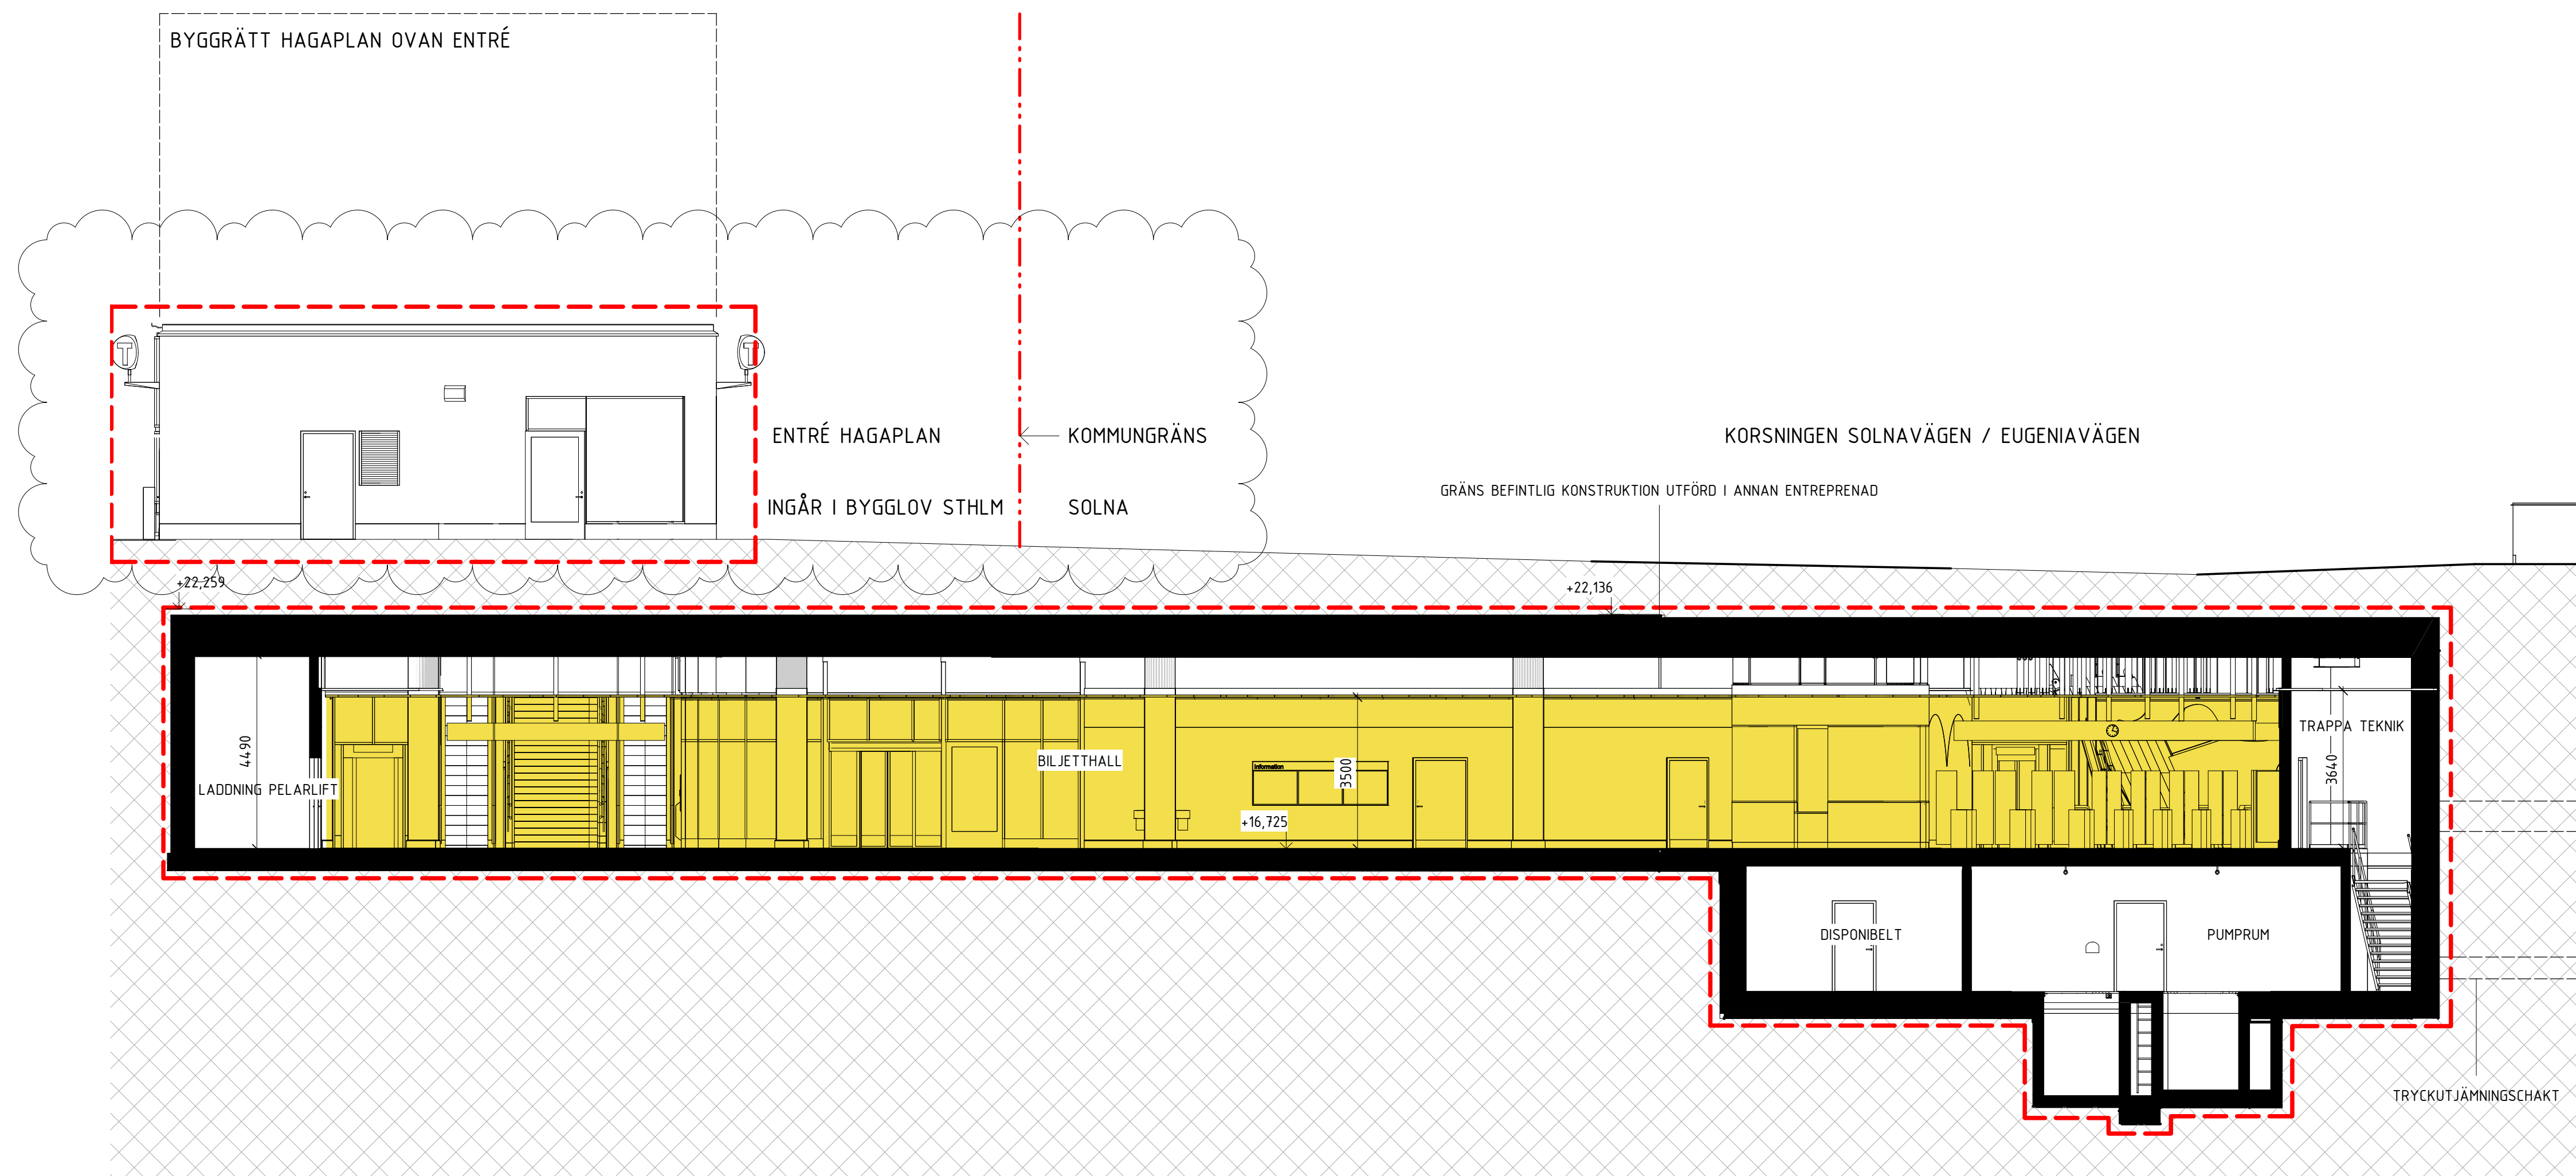 BYGGRÄTT HAGAPLAN OVAN ENTRÉ
T
T
ENTRÉ HAGAPLAN
KOMMUNGRÄNS
KORSNINGEN SOLNAVÄGEN / EUGENIAVÄGEN
GRÄNS BEFINTLIG KONSTRUKTION UTFÖRD I ANNAN ENTREPRENAD
INGÅR I BYGGLOV STHLM
SOLNA
+22,259
+22,136
4490
LADDNING PELARLIFT
BILJETTHALL
Information
3500
+16,725
TRAPPA TEKNIK
3640
DISPONIBELT
PUMPRUM
TRYCKUTJÄMNINGSCHAKT